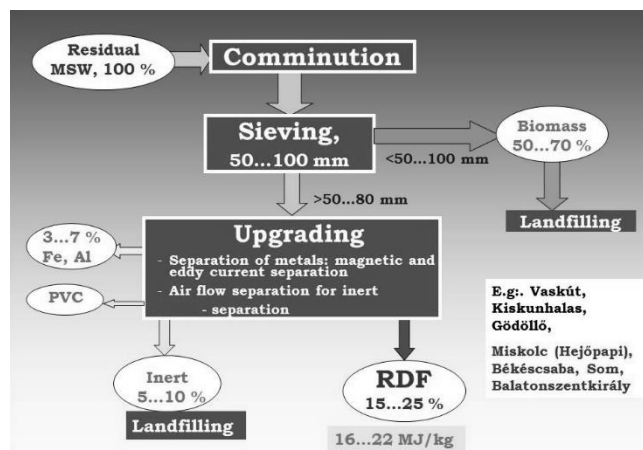 Residual
MSW, 100 %
Comminution
Sieving,
50...100 mm
<50...100 mm
Biomass
50...70 %
Landfilling
>50...80 mm
Upgrading
- Separation of metals: magnetic and
eddy current separation
- Air flow separation for inert
- separation
3...7 %
Fe, Al
PVC
Inert
5...10 %
Landfilling
RDF
15...25 %
16...22 MJ/kg
E.g:. Vaskút,
Kiskunhalas,
Gödöllő,
Miskolc (Hejőpapi),
Békéscsaba, Som,
Balatonszentkirály